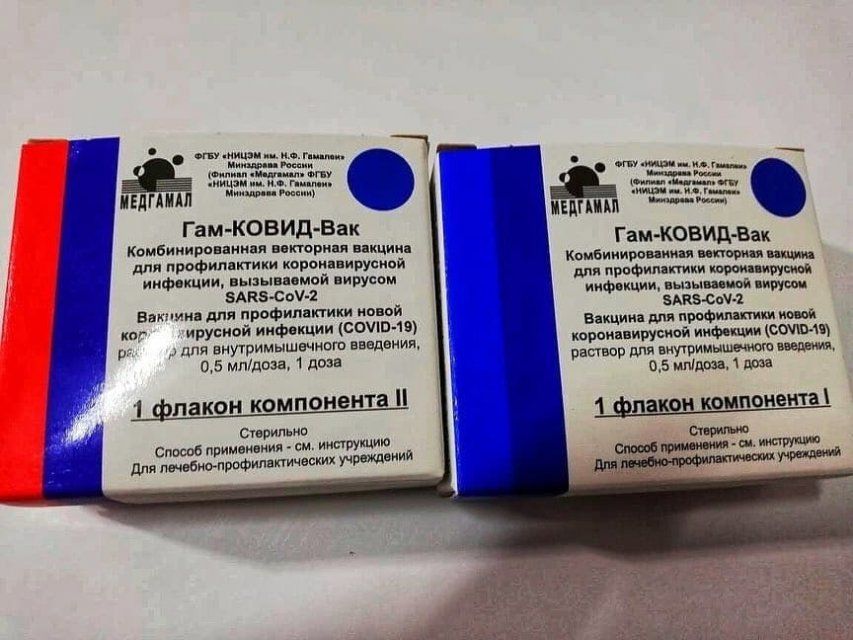 МЕДГАМАЛ
ФГБУ «НИЦЭМ им. Н.Ф. Гамалеи»
Минздрава России
(Филиал «Медгамал» ФГБУ
«НИЦЭМ им. Н.Ф. Гамалеи»
Минздрава России)
Гам-КОВИД-Вак
Комбинированная векторная вакцина
для профилактики коронавирусной
инфекции, вызываемой вирусом
SARS-CoV-2
Вакцина для профилактики новой
коронавирусной инфекции (COVID-19)
раствор для внутримышечного введения,
0,5 мл/доза, 1 доза
1 флакон компонента II
Стерильно
Способ применения - см. инструкцию
Для лечебно-профилактических учреждений
МЕДГАМАЛ
ФГБУ «НИЦЭМ им. Н.Ф. Гамалеи»
Минздрава России
(Филиал «Медгамал» ФГБУ
«НИЦЭМ им. Н.Ф. Гамалеи»
Минздрава России)
Гам-КОВИД-Вак
Комбинированная векторная вакцина
для профилактики коронавирусной
инфекции, вызываемой вирусом
SARS-CoV-2
Вакцина для профилактики новой
коронавирусной инфекции (COVID-19)
раствор для внутримышечного введения,
0,5 мл/доза, 1 доза
1 флакон компонента I
Стерильно
Способ применения - см. инструкцию
Для лечебно-профилактических учреждений